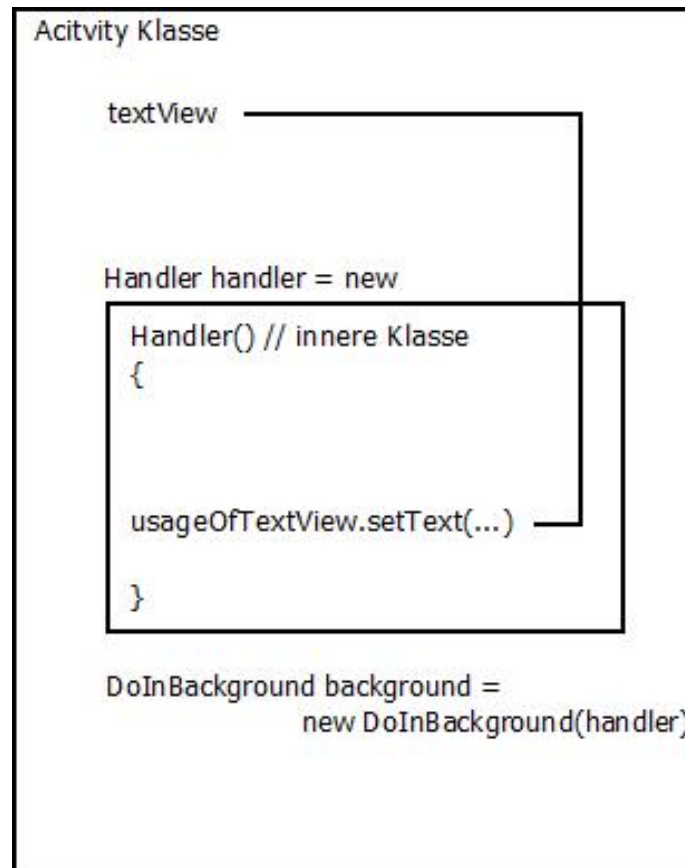 Acitvity Klasse
textView
Handler handler = new
Handler() // innere Klasse
{
usageOfTextView.setText(...)
}
DoInBackground background =
new DoInBackground(handler)